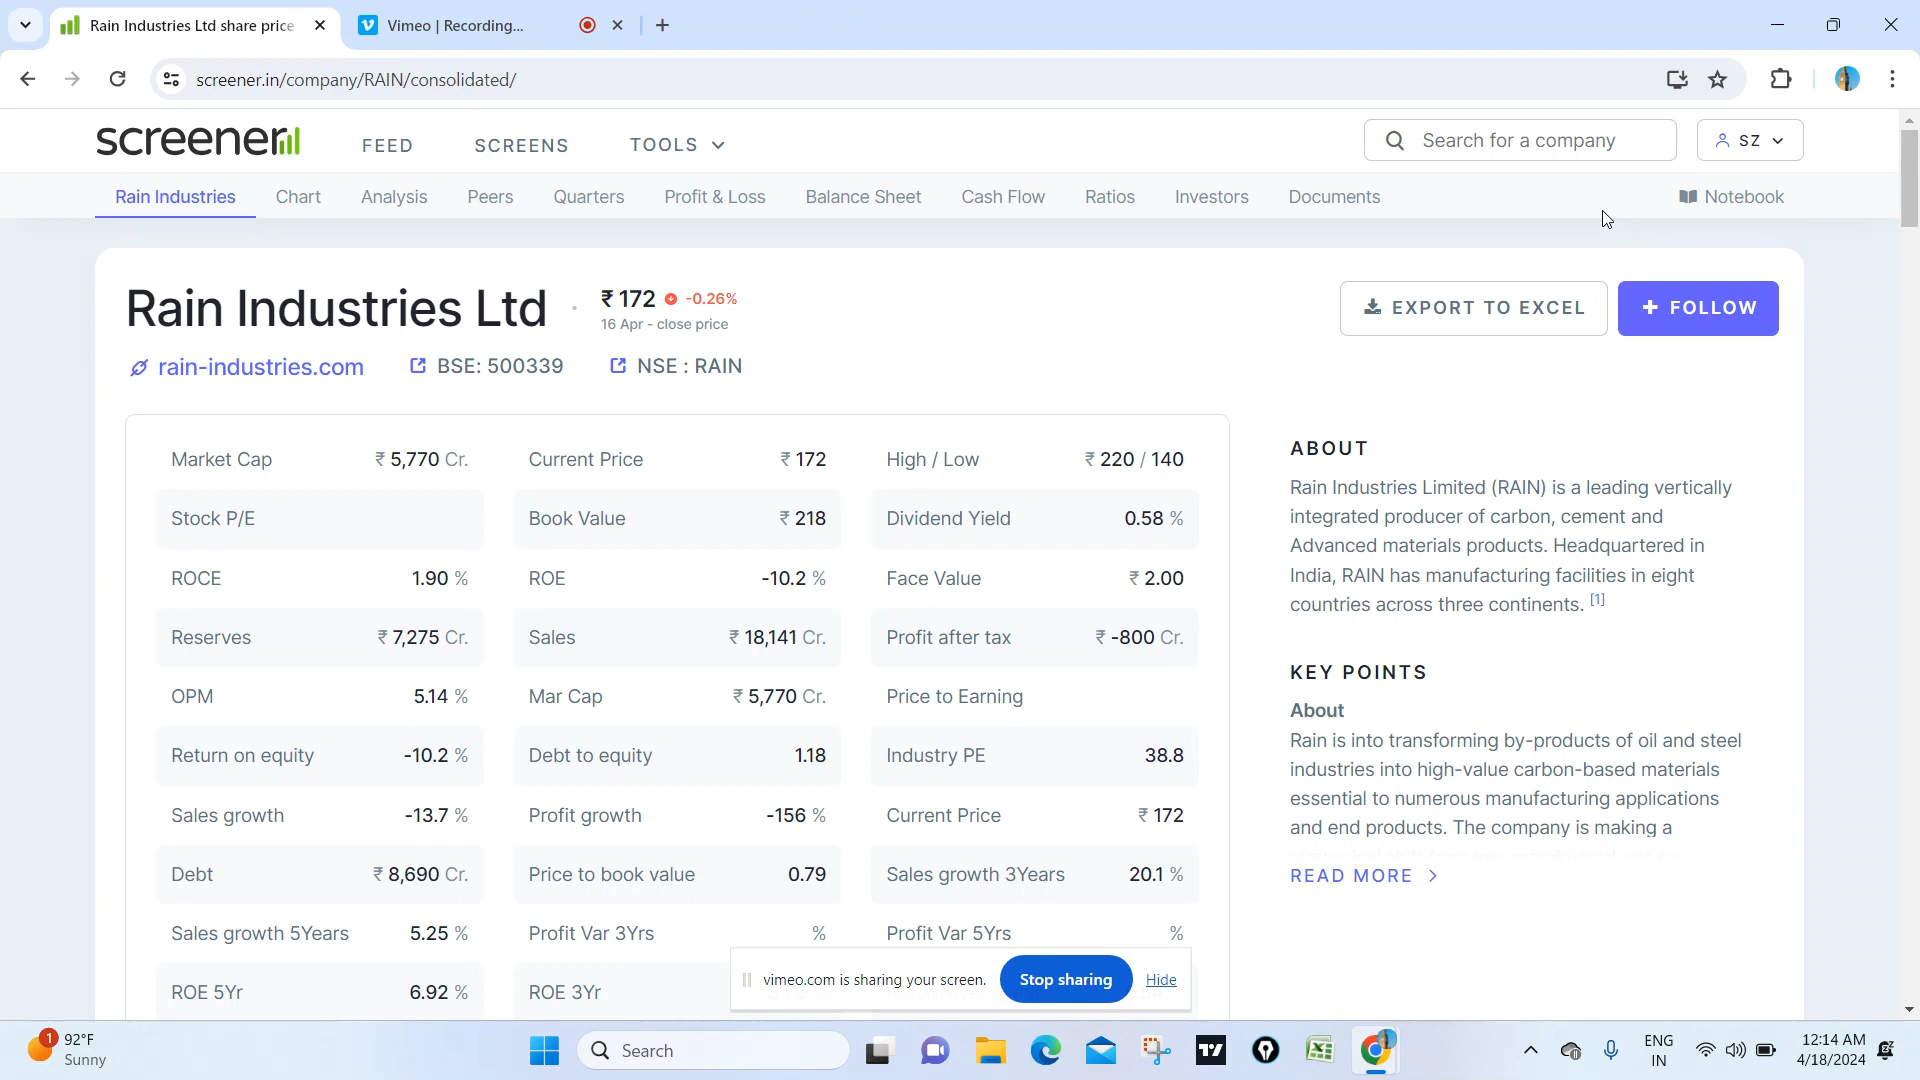 Rain Industries Ltd share price
Vimeo | Recording...
screener.in/company/RAIN/consolidated/
screener
FEED
SCREENS
TOOLS
Search for a company
SZ
Rain Industries
Chart
Analysis
Peers
Quarters
Profit & Loss
Balance Sheet
Cash Flow
Ratios
Investors
Documents
Notebook
Rain Industries Ltd
₹ 172 -0.26%
16 Apr - close price
EXPORT TO EXCEL
+ FOLLOW
rain-industries.com
BSE: 500339
NSE : RAIN
Market Cap ₹ 5,770 Cr.
Current Price ₹ 172
High / Low ₹ 220 / 140
Stock P/E
Book Value ₹ 218
Dividend Yield 0.58 %
ROCE 1.90 %
ROE -10.2 %
Face Value ₹ 2.00
Reserves ₹ 7,275 Cr.
Sales ₹ 18,141 Cr.
Profit after tax ₹ -800 Cr.
OPM 5.14 %
Mar Cap ₹ 5,770 Cr.
Price to Earning
Return on equity -10.2 %
Debt to equity 1.18
Industry PE 38.8
Sales growth -13.7 %
Profit growth -156 %
Current Price ₹ 172
Debt ₹ 8,690 Cr.
Price to book value 0.79
Sales growth 3Years 20.1 %
Sales growth 5Years 5.25 %
Profit Var 3Yrs %
Profit Var 5Yrs %
ROE 5Yr 6.92 %
ROE 3Yr
ABOUT
Rain Industries Limited (RAIN) is a leading vertically
integrated producer of carbon, cement and
Advanced materials products. Headquartered in
India, RAIN has manufacturing facilities in eight
countries across three continents. [1]
KEY POINTS
About
Rain is into transforming by-products of oil and steel
industries into high-value carbon-based materials
essential to numerous manufacturing applications
and end products. The company is making a
READ MORE >
vimeo.com is sharing your screen.
Stop sharing
Hide
1
92°F
Sunny
Search
ENG
IN
12:14 AM
4/18/2024